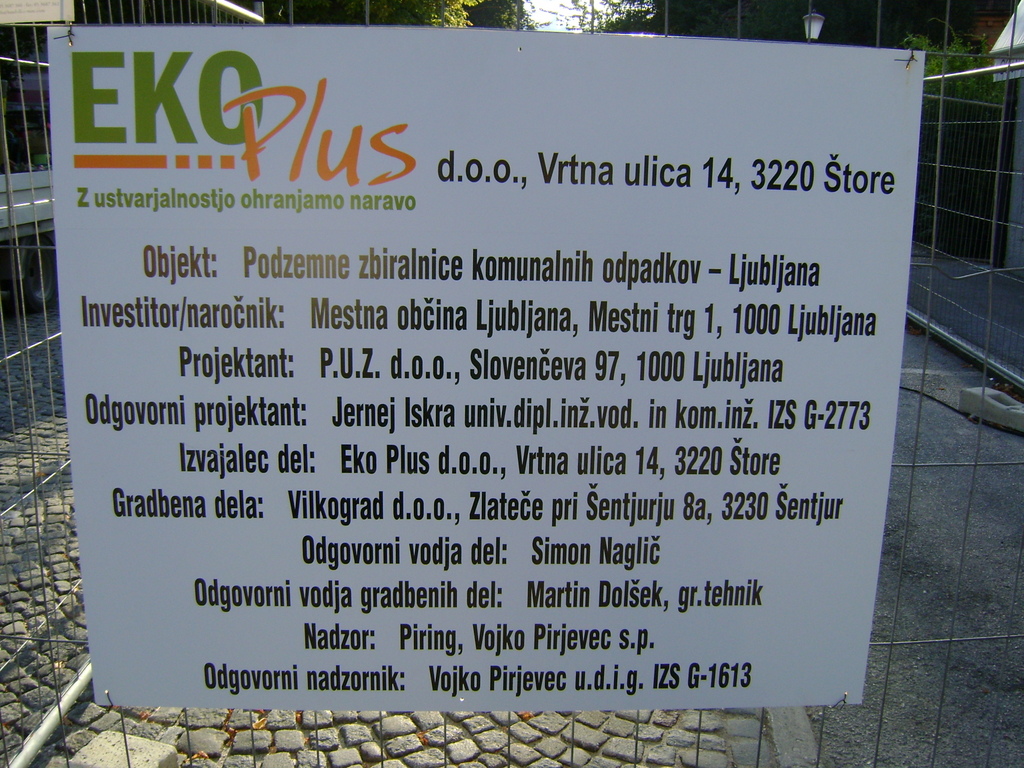 EKO Plus
Z ustvarjalnostjo ohranjamo naravo
d.o.o., Vrtna ulica 14, 3220 Štore
Objekt: Podzemne zbiralnice komunalnih odpadkov – Ljubljana
Investitor/naročnik: Mestna občina Ljubljana, Mestni trg 1, 1000 Ljubljana
Projektant: P.U.Z. d.o.o., Slovenčeva 97, 1000 Ljubljana
Odgovorni projektant: Jernej Iskra univ.dipl.inž.vod. in kom.inž. IZS G-2773
Izvajalec del: Eko Plus d.o.o., Vrtna ulica 14, 3220 Štore
Gradbena dela: Vilkograd d.o.o., Zlateče pri Šentjurju 8a, 3230 Šentjur
Odgovorni vodja del: Simon Naglič
Odgovorni vodja gradbenih del: Martin Dolšek, gr.tehnik
Nadzor: Piring, Vojko Pirjevec s.p.
Odgovorni nadzornik: Vojko Pirjevec u.d.i.g. IZS G-1613